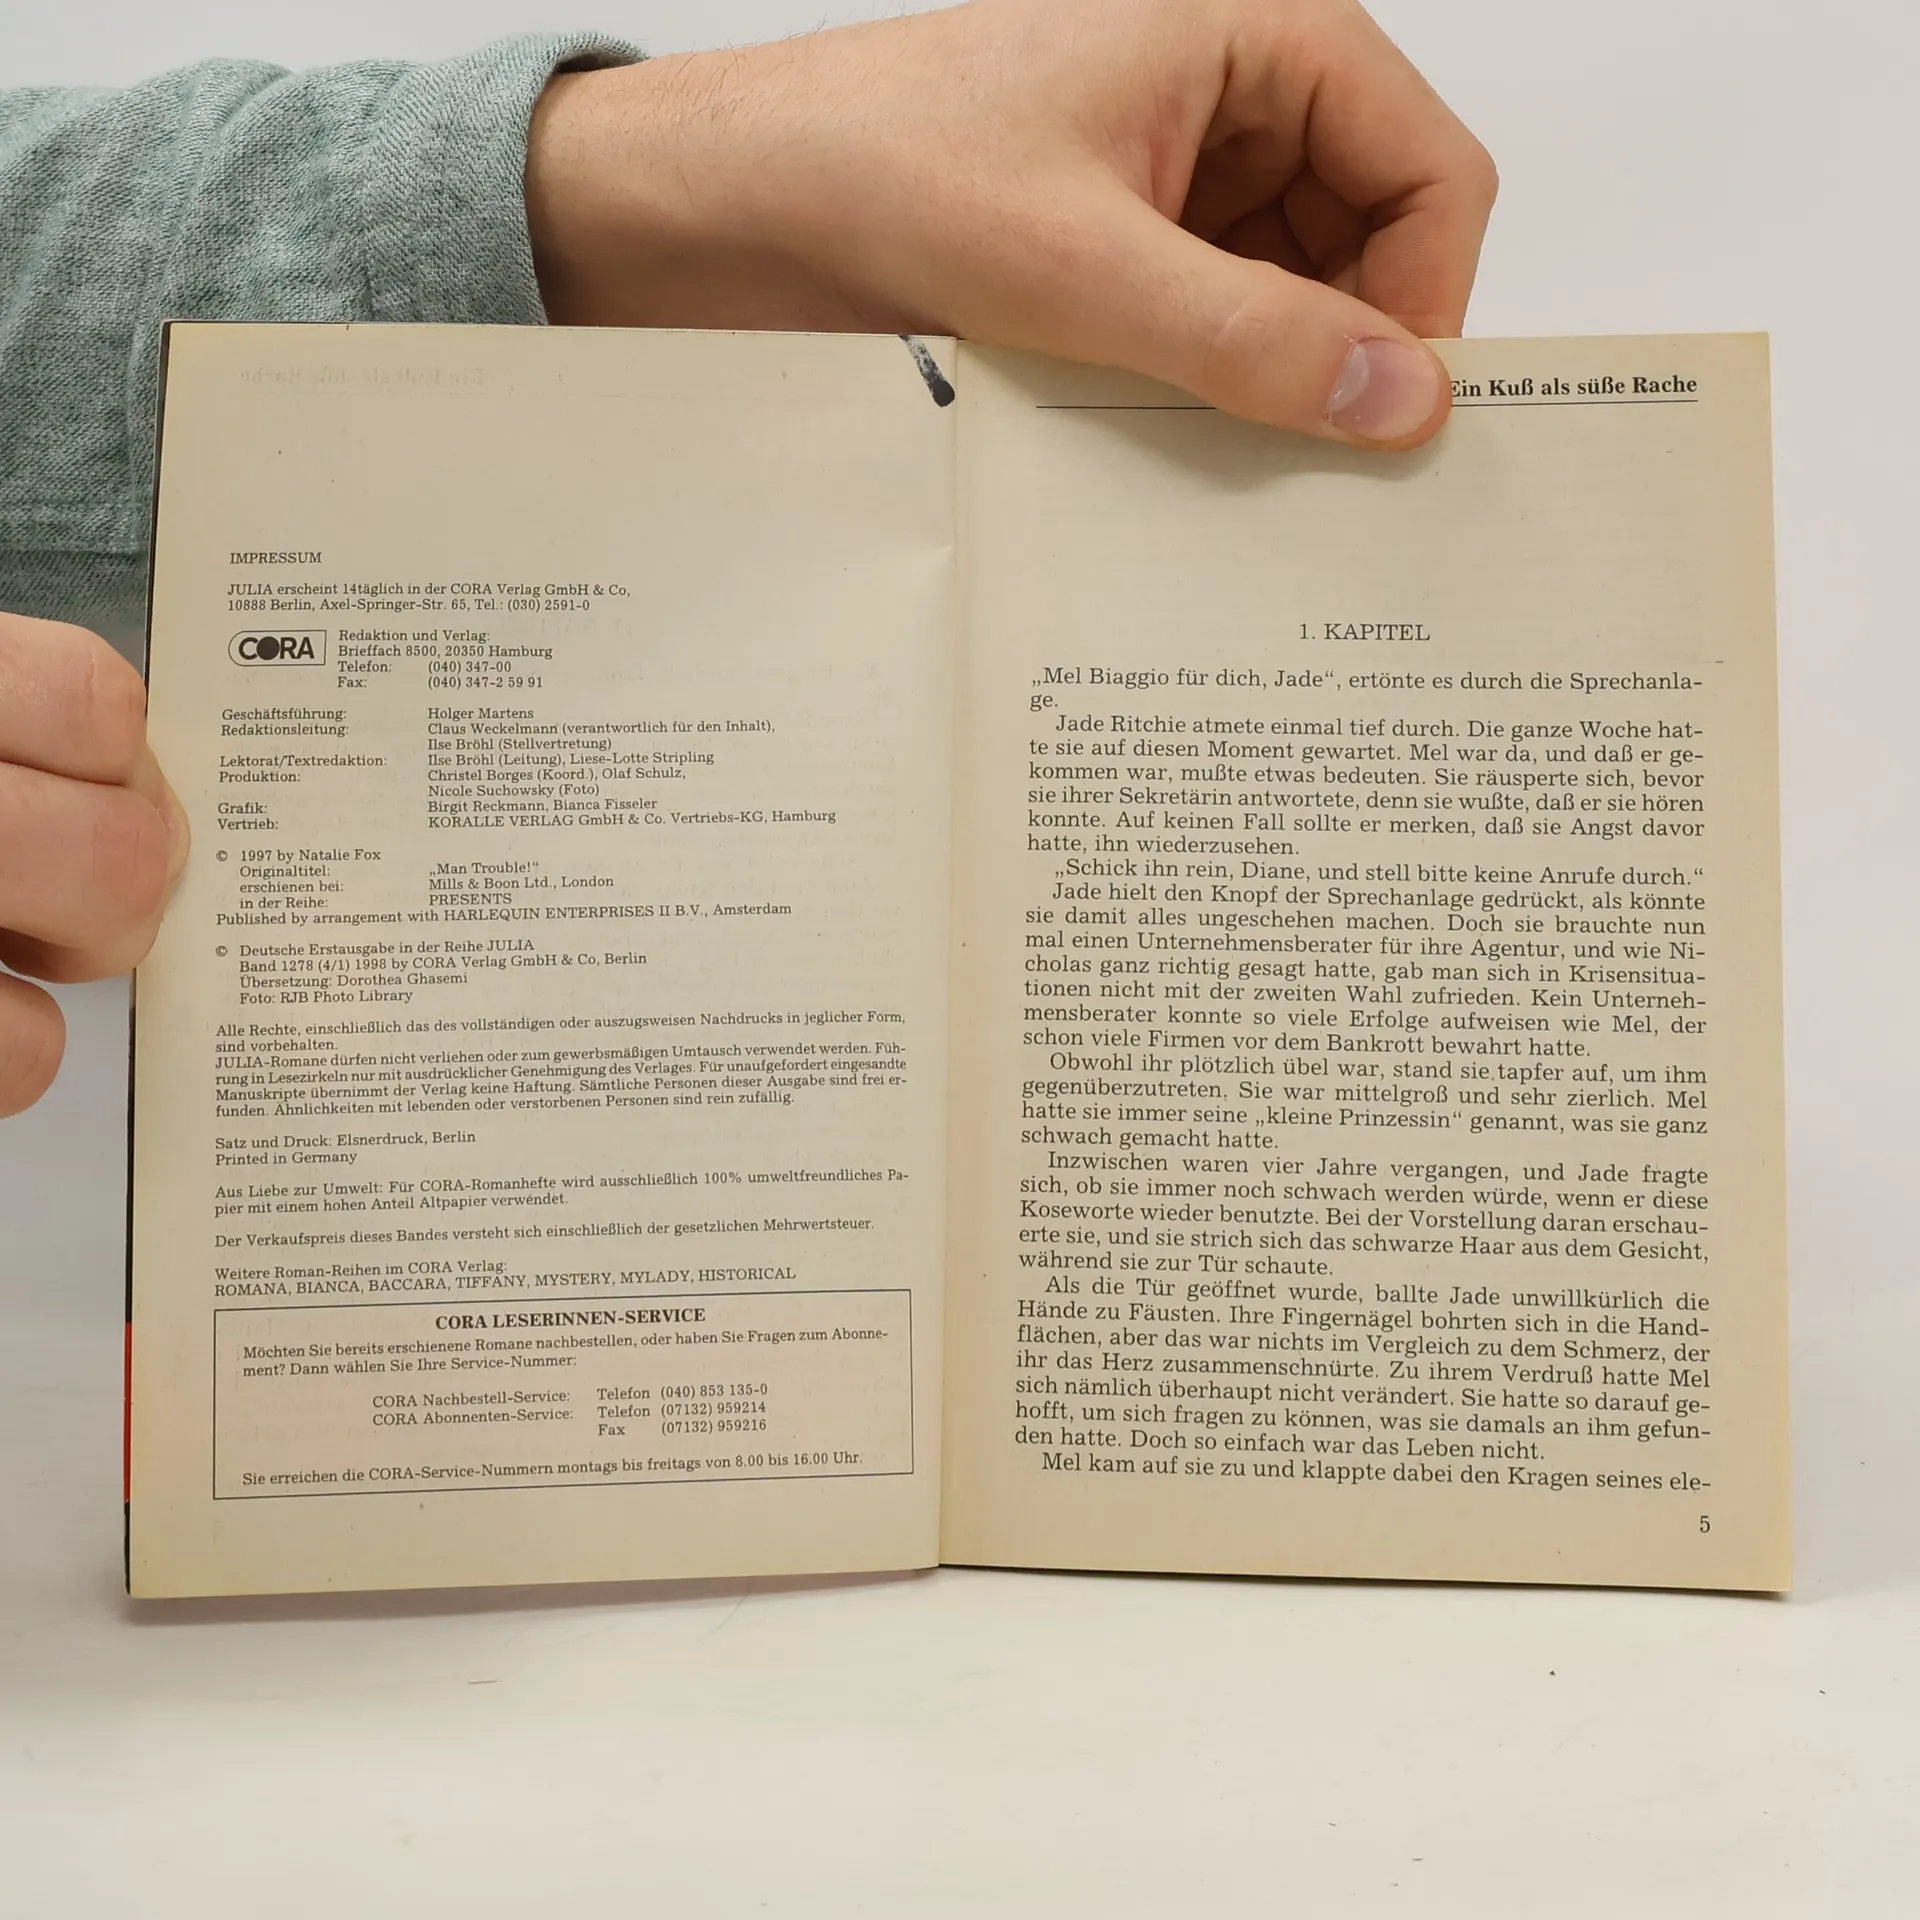 IMPRESSUM
JULIA erscheint 14täglich in der CORA Verlag GmbH & Co,
10888 Berlin, Axel-Springer-Str. 65, Tel.: (030) 2591-0
CORA
Redaktion und Verlag:
Brieffach 8500, 20350 Hamburg
Telefon: (040) 347-00
Fax: (040) 347-2 59 91
Geschäftsführung: Holger Martens
Redaktionsleitung: Claus Weckelmann (verantwortlich für den Inhalt),
Ilse Bröhl (Stellvertretung)
Lektorat/Textredaktion: Ilse Bröhl (Leitung), Liese-Lotte Stripling
Produktion: Christel Borges (Koord.), Olaf Schulz,
Nicole Suchowsky (Foto)
Grafik: Birgit Reckmann, Bianca Fisseler
Vertrieb: KORALLE VERLAG GmbH & Co. Vertriebs-KG, Hamburg
© 1997 by Natalie Fox
Originaltitel: „Man Trouble!“
erschienen bei: Mills & Boon Ltd., London
in der Reihe: PRESENTS
Published by arrangement with HARLEQUIN ENTERPRISES II B.V., Amsterdam
© Deutsche Erstausgabe in der Reihe JULIA
Band 1278 (4/1) 1998 by CORA Verlag GmbH & Co, Berlin
Übersetzung: Dorothea Ghasemi
Foto: RJB Photo Library
Alle Rechte, einschließlich das des vollständigen oder auszugsweisen Nachdrucks in jeglicher Form,
sind vorbehalten.
JULIA-Romane dürfen nicht verliehen oder zum gewerbsmäßigen Umtausch verwendet werden. Füh-
rung in Lesezirkeln nur mit ausdrücklicher Genehmigung des Verlages. Für unaufgefordert eingesandte
Manuskripte übernimmt der Verlag keine Haftung. Sämtliche Personen dieser Ausgabe sind frei er-
funden. Ähnlichkeiten mit lebenden oder verstorbenen Personen sind rein zufällig.
Satz und Druck: Elsnerdruck, Berlin
Printed in Germany
Aus Liebe zur Umwelt: Für CORA-Romanhefte wird ausschließlich 100% umweltfreundliches Pa-
pier mit einem hohen Anteil Altpapier verwendet.
Der Verkaufspreis dieses Bandes versteht sich einschließlich der gesetzlichen Mehrwertsteuer.
Weitere Roman-Reihen im CORA Verlag:
ROMANA, BIANCA, BACCARA, TIFFANY, MYSTERY, MYLADY, HISTORICAL
CORA LESERINNEN-SERVICE
Möchten Sie bereits erschienene Romane nachbestellen, oder haben Sie Fragen zum Abonne-
ment? Dann wählen Sie Ihre Service-Nummer:
CORA Nachbestell-Service: Telefon (040) 853 135-0
CORA Abonnenten-Service: Telefon (07132) 959214
Fax (07132) 959216
Sie erreichen die CORA-Service-Nummern montags bis freitags von 8.00 bis 16.00 Uhr.
Ein Kuß als süße Rache
1. KAPITEL
„Mel Biaggio für dich, Jade“, ertönte es durch die Sprechanla-
ge.
Jade Ritchie atmete einmal tief durch. Die ganze Woche hat-
te sie auf diesen Moment gewartet. Mel war da, und daß er ge-
kommen war, mußte etwas bedeuten. Sie räusperte sich, bevor
sie ihrer Sekretärin antwortete, denn sie wußte, daß er sie hören
konnte. Auf keinen Fall sollte er merken, daß sie Angst davor
hatte, ihn wiederzusehen.
„Schick ihn rein, Diane, und stell bitte keine Anrufe durch.“
Jade hielt den Knopf der Sprechanlage gedrückt, als könnte
sie damit alles ungeschehen machen. Doch sie brauchte nun
mal einen Unternehmensberater für ihre Agentur, und wie Ni-
cholas ganz richtig gesagt hatte, gab man sich in Krisensitua-
tionen nicht mit der zweiten Wahl zufrieden. Kein Unterneh-
mensberater konnte so viele Erfolge aufweisen wie Mel, der
schon viele Firmen vor dem Bankrott bewahrt hatte.
Obwohl ihr plötzlich übel war, stand sie tapfer auf, um ihm
gegenüberzutreten. Sie war mittelgroß und sehr zierlich. Mel
hatte sie immer seine „kleine Prinzessin“ genannt, was sie ganz
schwach gemacht hatte.
Inzwischen waren vier Jahre vergangen, und Jade fragte
sich, ob sie immer noch schwach werden würde, wenn er diese
Koseworte wieder benutzte. Bei der Vorstellung daran erschau-
erte sie, und sie strich sich das schwarze Haar aus dem Gesicht,
während sie zur Tür schaute.
Als die Tür geöffnet wurde, ballte Jade unwillkürlich die
Hände zu Fäusten. Ihre Fingernägel bohrten sich in die Hand-
flächen, aber das war nichts im Vergleich zu dem Schmerz, der
ihr das Herz zusammenschnürte. Zu ihrem Verdruß hatte Mel
sich nämlich überhaupt nicht verändert. Sie hatte so darauf ge-
hofft, um sich fragen zu können, was sie damals an ihm gefun-
den hatte. Doch so einfach war das Leben nicht.
Mel kam auf sie zu und klappte dabei den Kragen seines ele-
5